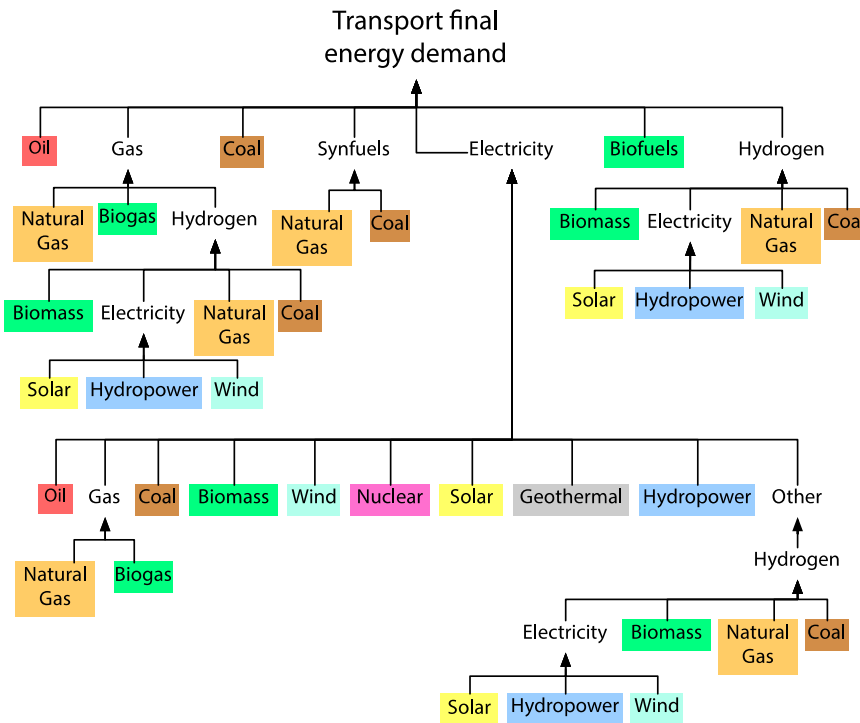 Transport final
energy demand
Oil
Gas
Coal
Synfuels
Electricity
Biofuels
Hydrogen
Natural
Gas
Biogas
Hydrogen
Natural
Gas
Coal
Biomass
Electricity
Natural
Gas
Coa
Biomass
Electricity
Natural
Gas
Coal
Solar
Hydropower
Wind
Solar
Hydropower
Wind
Oil
Gas
Coal
Biomass
Wind
Nuclear
Solar
Geothermal
Hydropower
Other
Natural
Gas
Biogas
Hydrogen
Electricity
Biomass
Natural
Gas
Coal
Solar
Hydropower
Wind